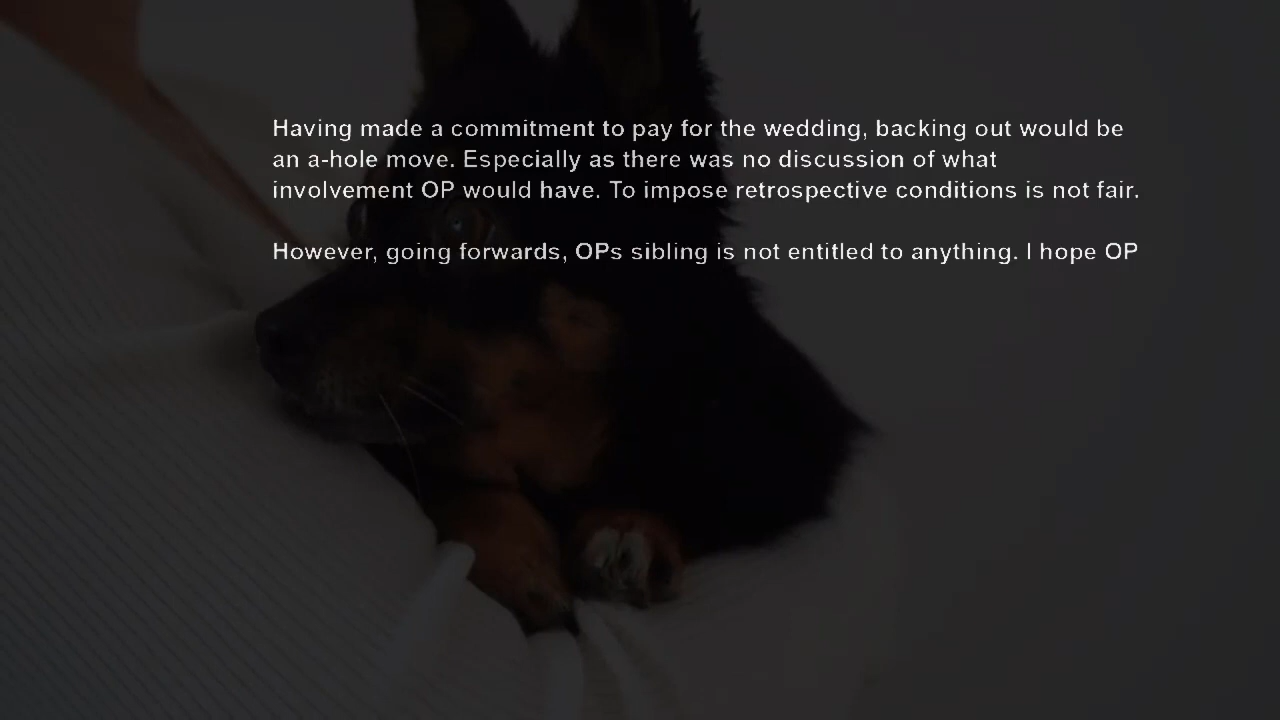 Having made a commitment to pay for the wedding, backing out would be
an a-hole move. Especially as there was no discussion of what
involvement OP would have. To impose retrospective conditions is not fair.
However, going forwards, OPs sibling is not entitled to anything. I hope OP